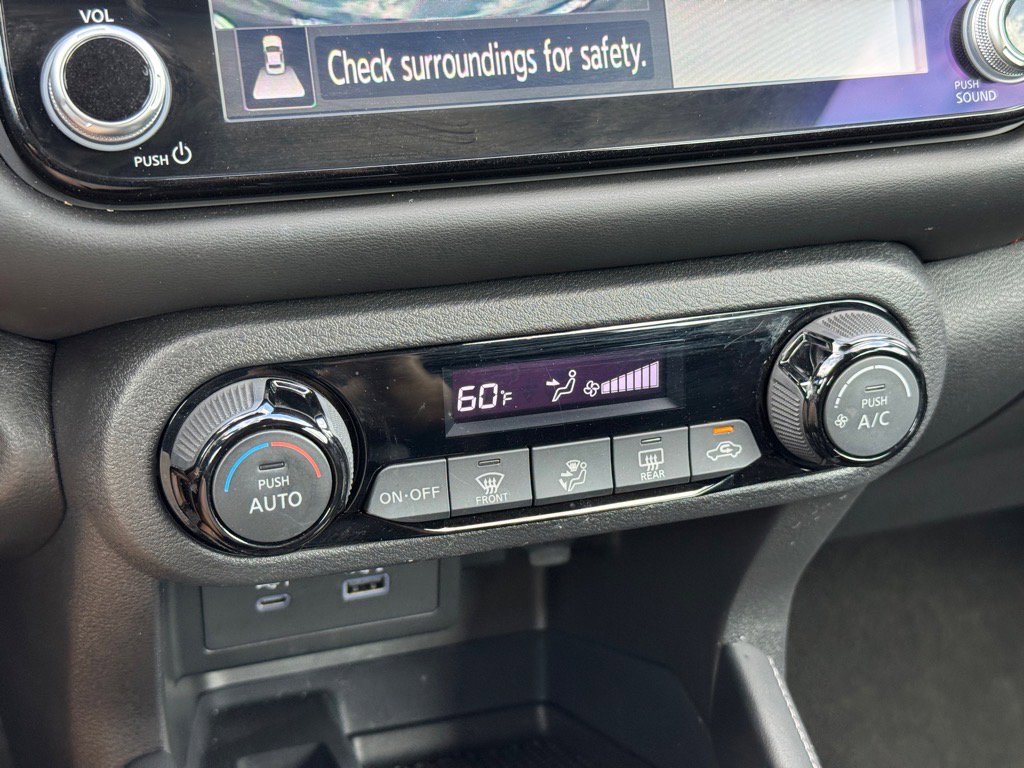 VOL
Check surroundings for safety.
PUSH
PUSH
SOUND
60°F
PUSH
AUTO
ON·OFF
FRONT
REAR
PUSH
A/C